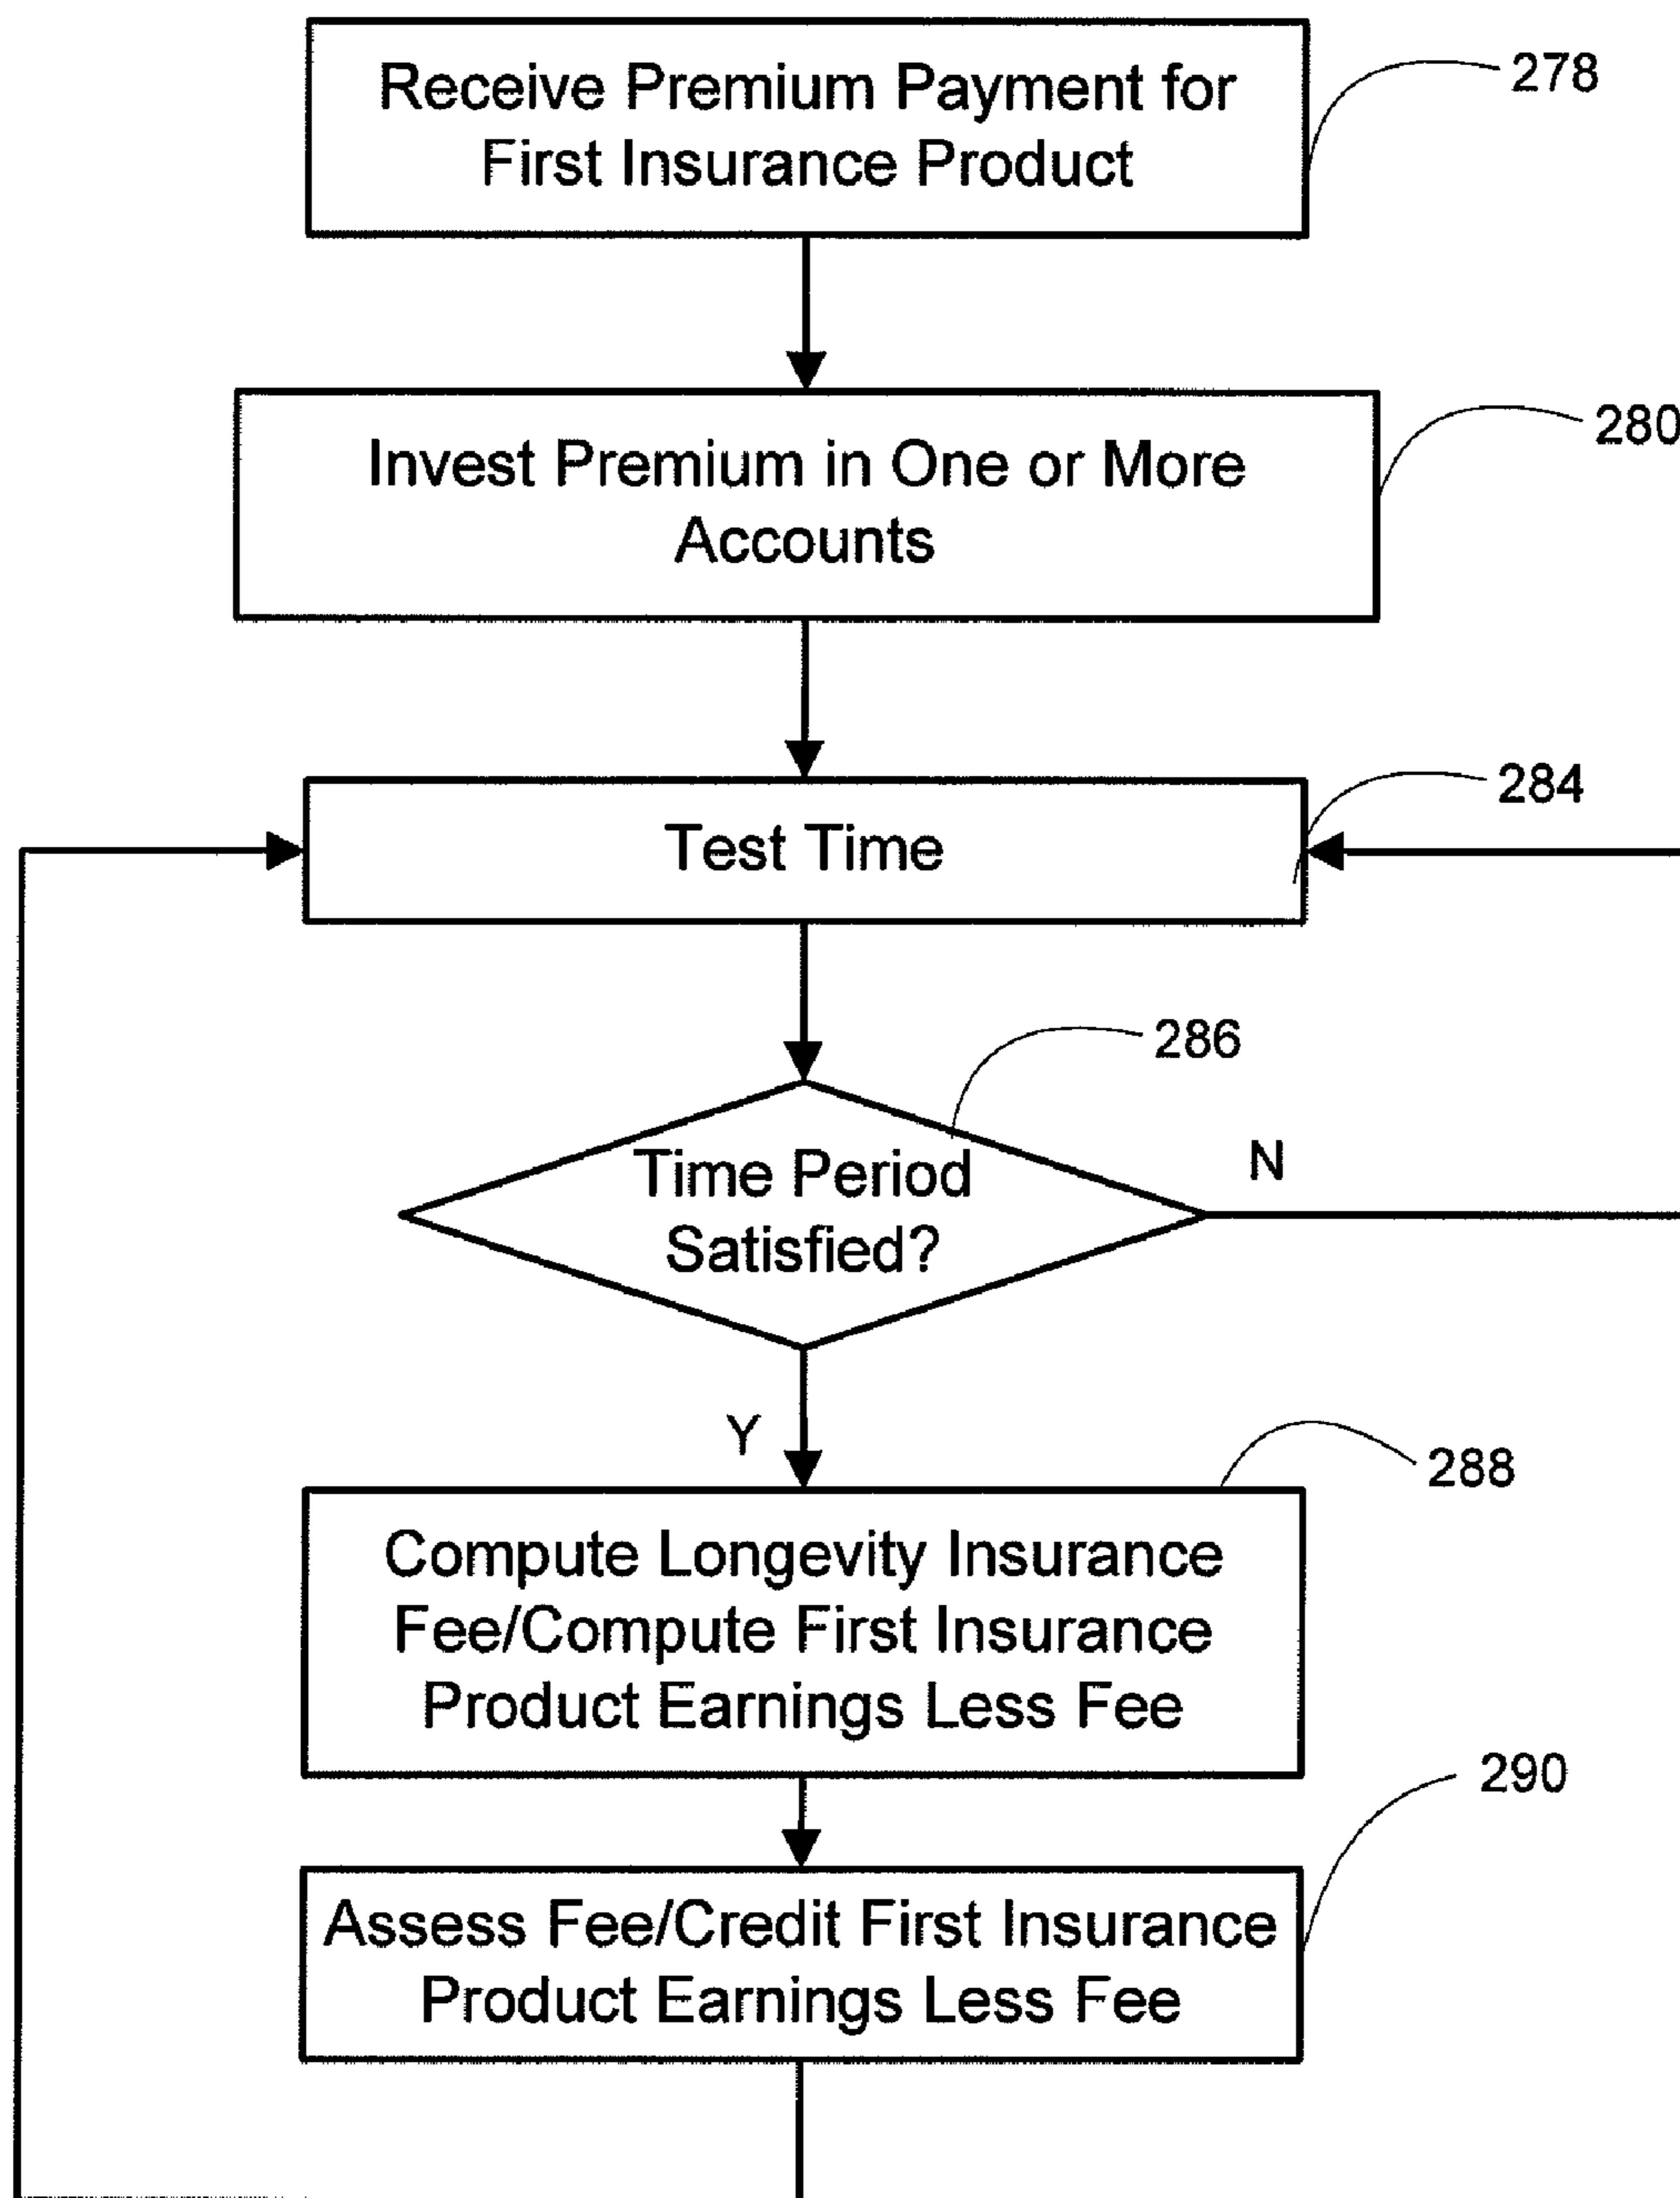 Receive Premium Payment for
First Insurance Product
278
Invest Premium in One or More
Accounts
280
Test Time
284
286
Time Period
Satisfied?
N
Y
288
Compute Longevity Insurance
Fee/Compute First Insurance
Product Earnings Less Fee
290
Assess Fee/Credit First Insurance
Product Earnings Less Fee